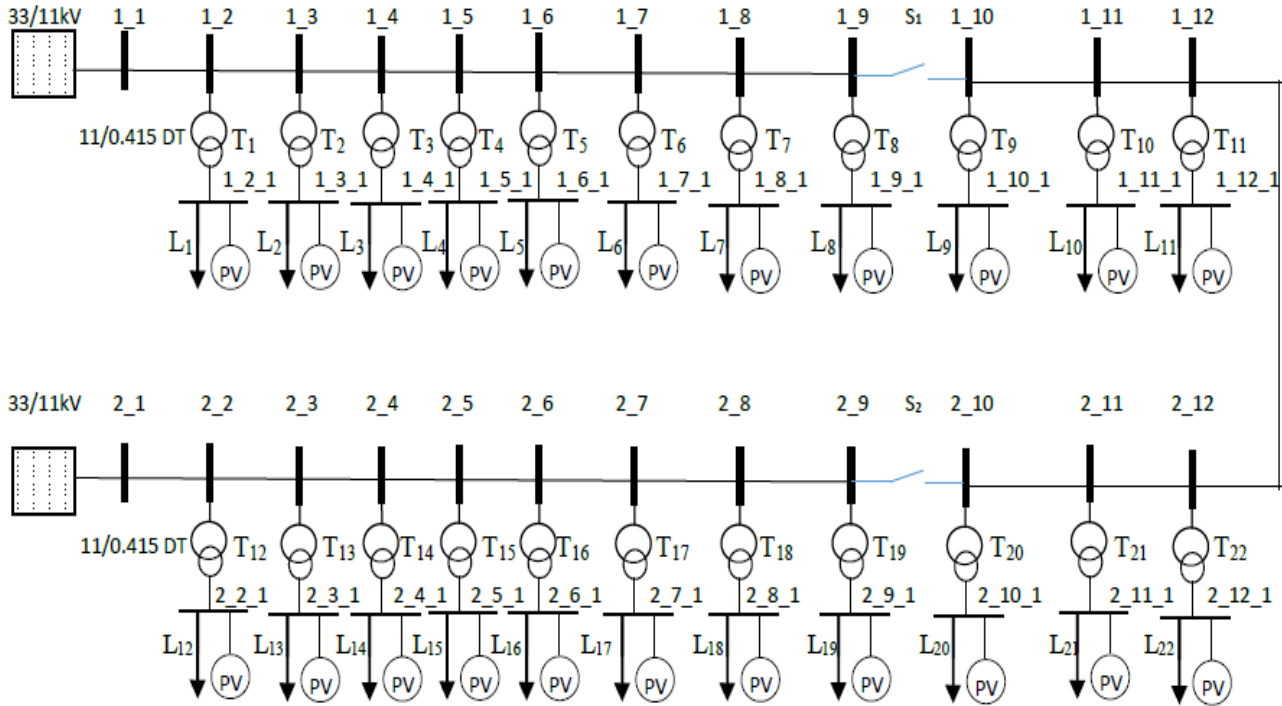 33/11kV 1_1 1_2 1_3 1_4 1_5 1_6 1_7 1_8 1_9 S₁ 1_10 1_11 1_12
11/0.415 DT T₁ T₂ T₃ T₄ T₅ T₆ T₇ T₈ T₉ T₁₀ T₁₁
1_2_1 1_3_1 1_4_1 1_5_1 1_6_1 1_7_1 1_8_1 1_9_1 1_10_1 1_11_1 1_12_1
L₁ L₂ L₃ L₄ L₅ L₆ L₇ L₈ L₉ L₁₀ L₁₁
PV PV PV PV PV PV PV PV PV PV PV
33/11kV 2_1 2_2 2_3 2_4 2_5 2_6 2_7 2_8 2_9 S₂ 2_10 2_11 2_12
11/0.415 DT T₁₂ T₁₃ T₁₄ T₁₅ T₁₆ T₁₇ T₁₈ T₁₉ T₂₀ T₂₁ T₂₂
2_2_1 2_3_1 2_4_1 2_5_1 2_6_1 2_7_1 2_8_1 2_9_1 2_10_1 2_11_1 2_12_1
L₁₂ L₁₃ L₁₄ L₁₅ L₁₆ L₁₇ L₁₈ L₁₉ L₂₀ L₂₁ L₂₂
PV PV PV PV PV PV PV PV PV PV PV